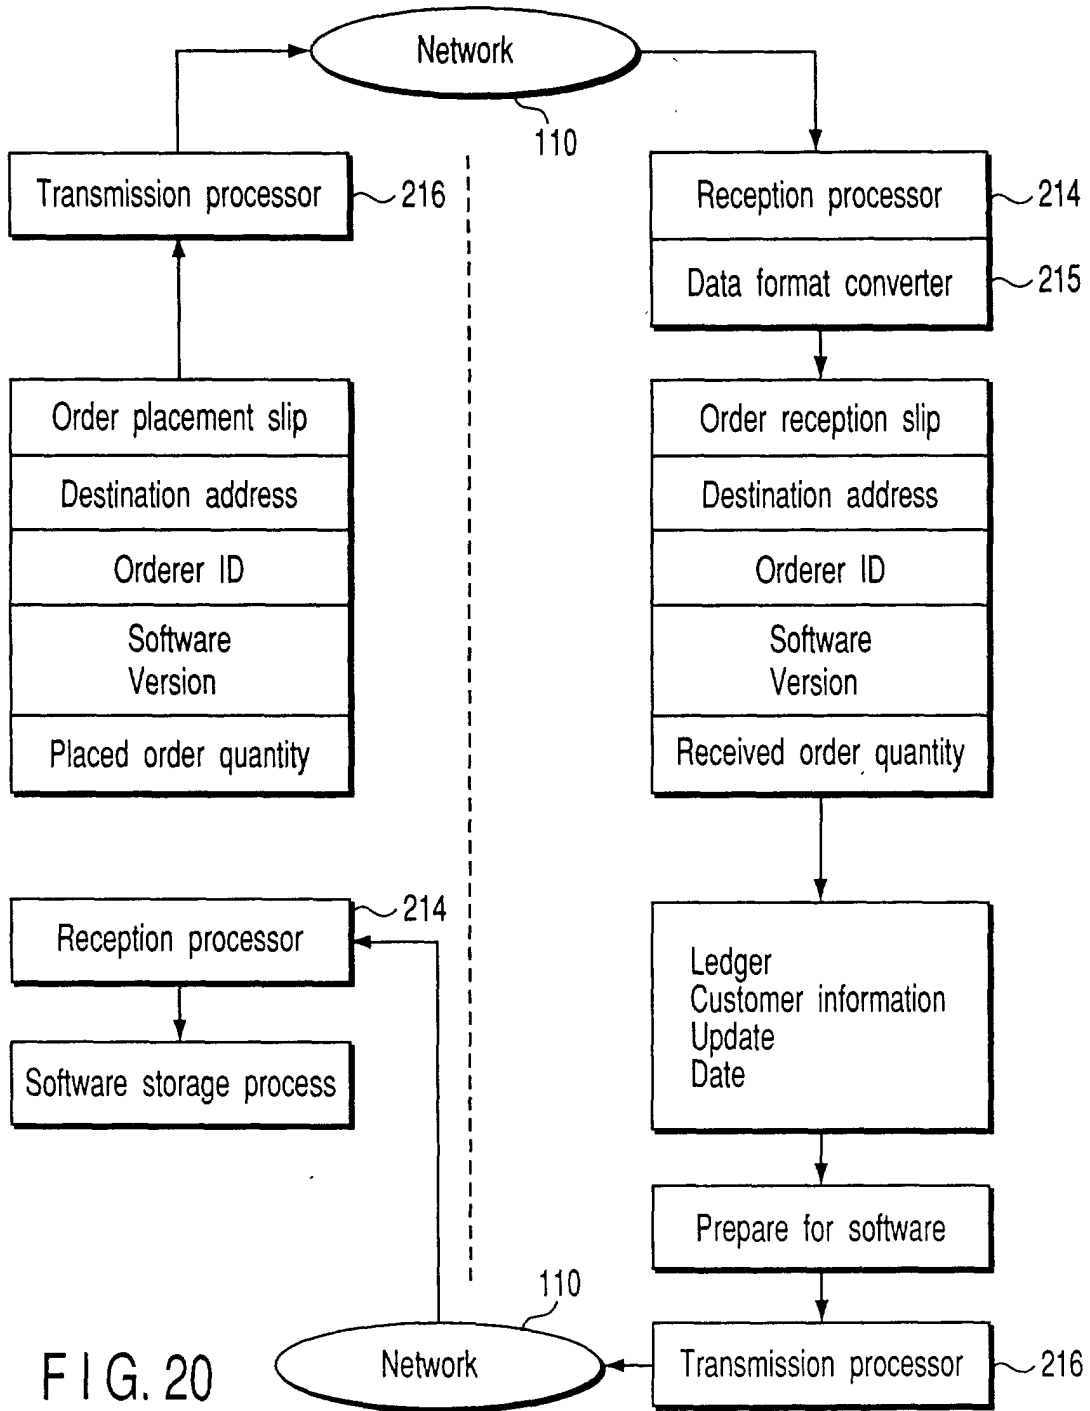 Network
110
Transmission processor
216
Reception processor
214
Data format converter
215
Order placement slip
Destination address
Orderer ID
Software
Version
Placed order quantity
Order reception slip
Destination address
Orderer ID
Software
Version
Received order quantity
Reception processor
214
Software storage process
Ledger
Customer information
Update
Date
Prepare for software
Transmission processor
216
110
Network
FIG. 20